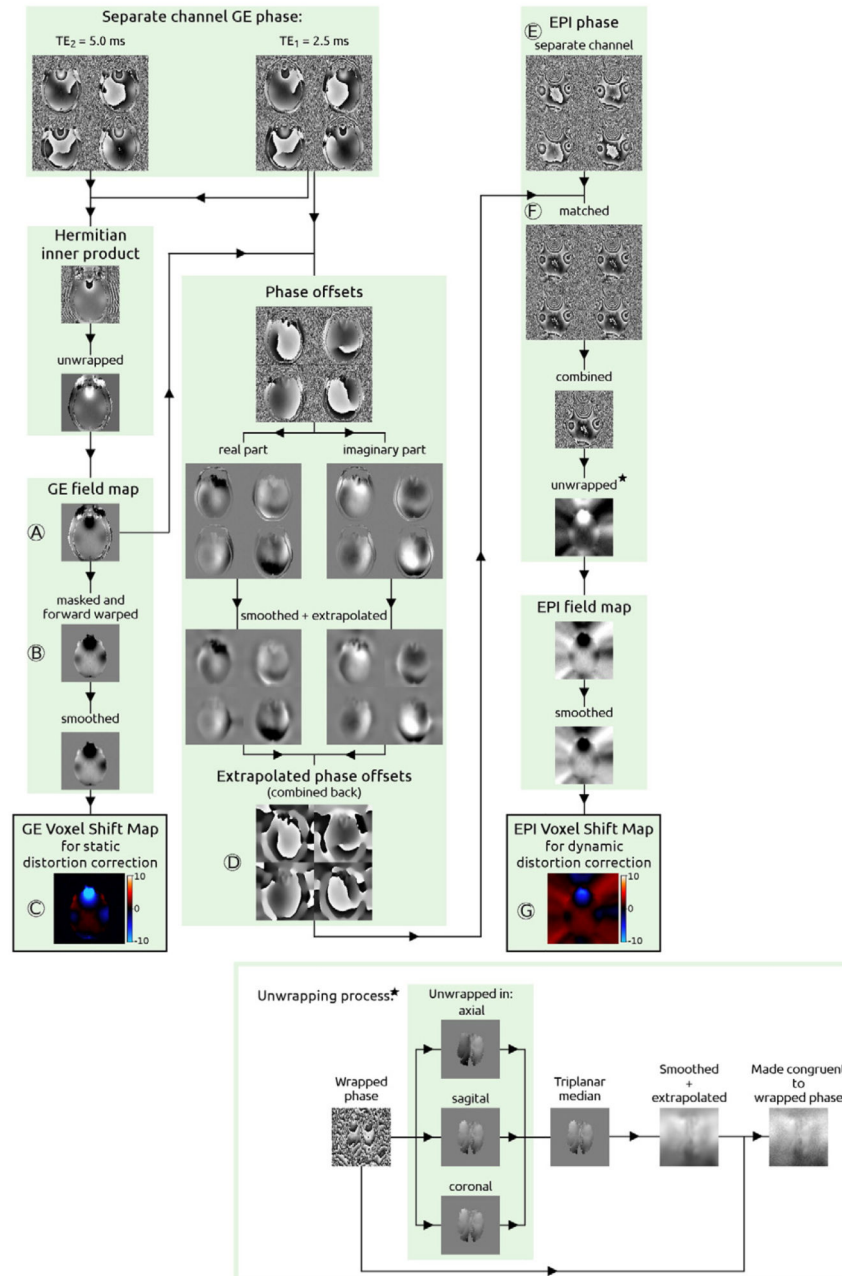 Separate channel GE phase:
TE₂ = 5.0 ms
TE₁ = 2.5 ms
Hermitian
inner product
unwrapped
GE field map
Ⓐ
masked and
forward warped
Ⓑ
smoothed
GE Voxel Shift Map
for static
distortion correction
Ⓒ
10
0
-10
Phase offsets
real part
imaginary part
smoothed + extrapolated
Extrapolated phase offsets
(combined back)
Ⓓ
Ⓔ
EPI phase
separate channel
Ⓕ
matched
combined
unwrapped★
EPI field map
smoothed
EPI Voxel Shift Map
for dynamic
distortion correction
Ⓖ
10
0
-10
Unwrapping process:★
Wrapped
phase
Unwrapped in:
axial
sagital
coronal
Triplanar
median
Smoothed
+
extrapolated
Made congruent
to
wrapped phase